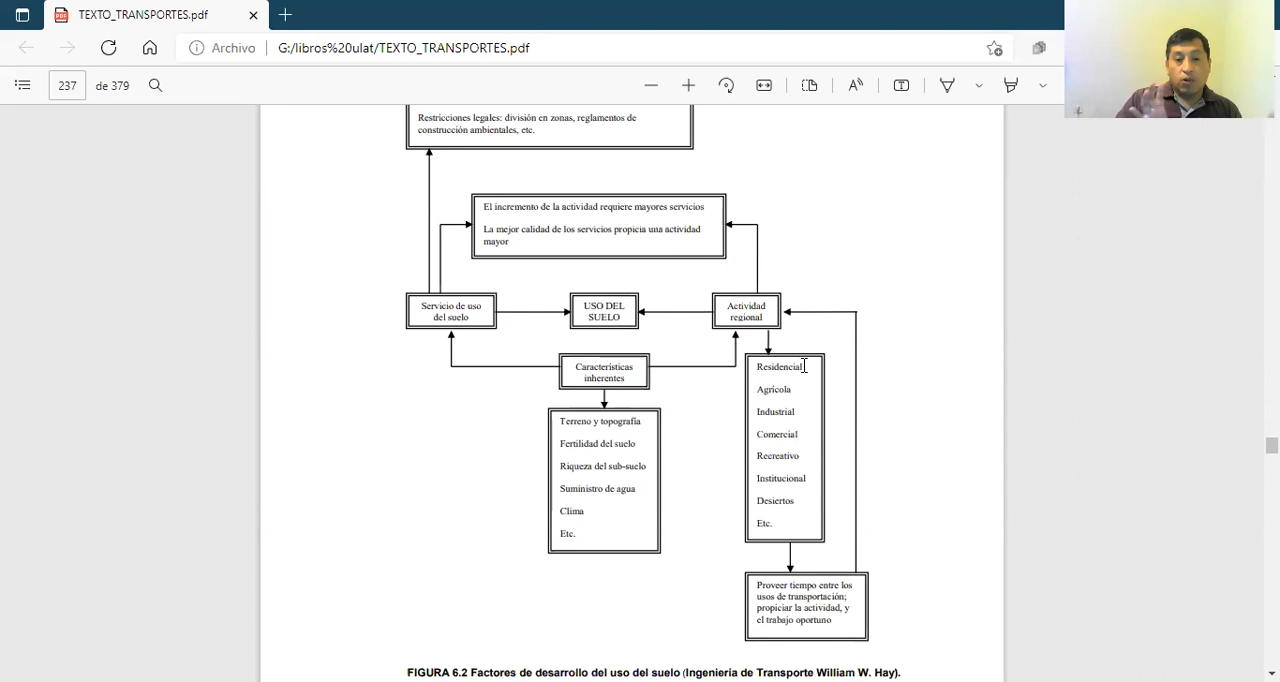 TEXTO_TRANSPORTES.pdf
Archivo
G:/libros%20ulat/TEXTO_TRANSPORTES.pdf
237
de 379
Restricciones legales: división en zonas, reglamentos de
construcción ambientales, etc.
El incremento de la actividad requiere mayores servicios
La mejor calidad de los servicios propicia una actividad
mayor
Servicio de uso
del suelo
USO DEL
SUELO
Actividad
regional
Características
inherentes
Terreno y topografía
Fertilidad del suelo
Riqueza del sub-suelo
Suministro de agua
Clima
Etc.
Residencial
Agrícola
Industrial
Comercial
Recreativo
Institucional
Desiertos
Etc.
Proveer tiempo entre los
usos de transportación;
propiciar la actividad, y
el trabajo oportuno
FIGURA 6.2 Factores de desarrollo del uso del suelo (Ingeniería de Transporte William W. Hay).